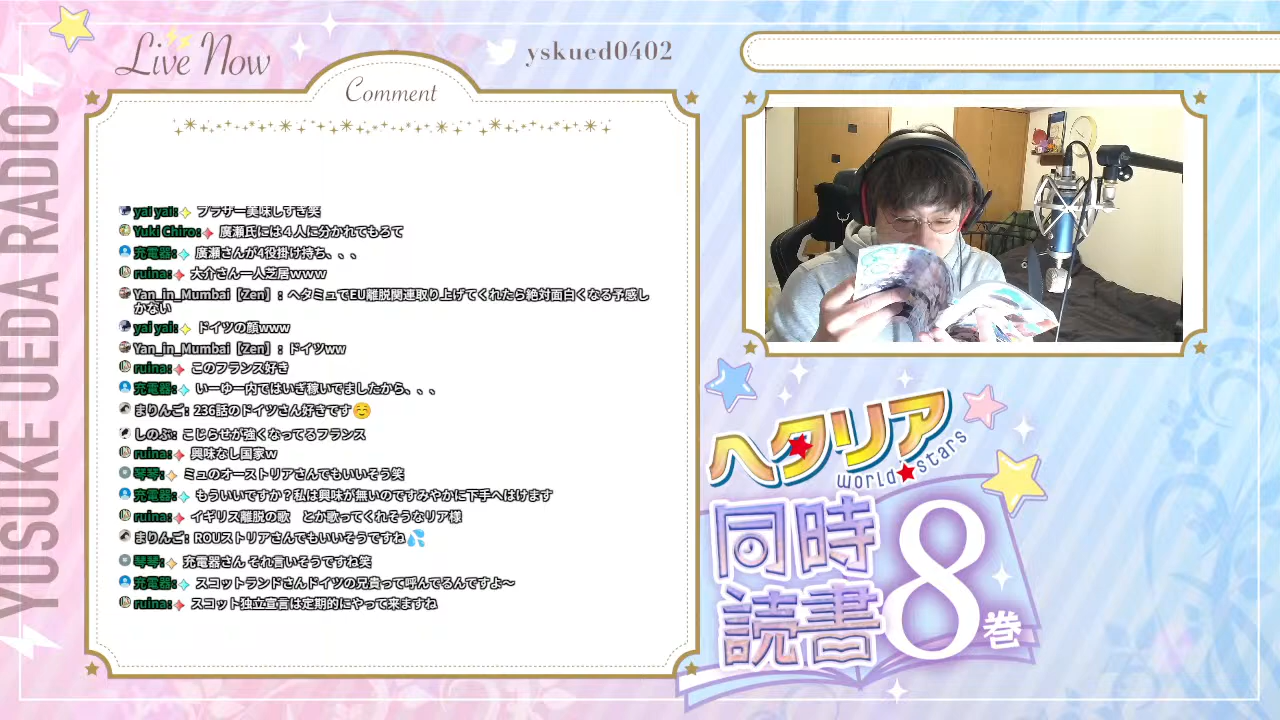 Live Now
yskued0402
Comment
YUSUKE UEDA RADIO
yai yai: ブラザー美味しすぎ笑
Yuki Chiro: 廣瀬氏には４人に分かれてもろて
充電器: 廣瀬さんが4役掛け持ち、、、
ruina: 大介さん一人芝居www
Yan_in_Mumbai【Zen】: ヘタミュでEU離脱関連取り上げてくれたら絶対面白くなる予感し
かない
yai yai: ドイツの顔www
Yan_in_Mumbai【Zen】: ドイツww
ruina: このフランス好き
充電器: いーゆー内ではいぎ稼いでましたから、、、
まりんご: 236話のドイツさん好きです☺️
しのぶ: こじらせが強くなってるフランス
ruina: 興味なし国家w
琴琴: ミュのオーストリアさんでもいいそう笑
充電器: もういいですか？私は興味が無いのですみやかに下手へはけます
ruina: イギリス離脱の歌　とか歌ってくれそうなリア様
まりんご: ROUストリアさんでもいいそうですね💦
琴琴: 充電器さん それ言いそうですね笑
充電器: スコットランドさんドイツの兄貴って呼んでるんですよ〜
ruina: スコット独立宣言は定期的にやって来ますね
ヘタリア
world★stars
同時
読書
8巻